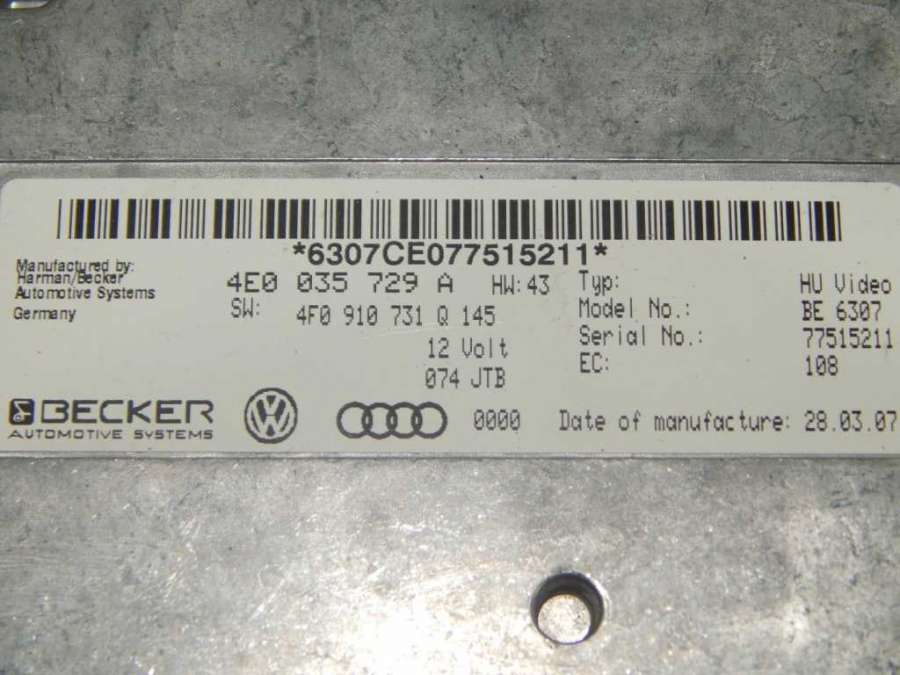 *6307CE077515211*
Manufactured by:
Harman/Becker
Automotive Systems
Germany
4E0 035 729 A HW: 43
SW: 4F0 910 731 Q 145
12 Volt
074 JTB
Typ: HU Video
Model No.: BE 6307
Serial No.: 77515211
EC: 108
BECKER
AUTOMOTIVE SYSTEMS
0000 Date of manufacture: 28.03.07